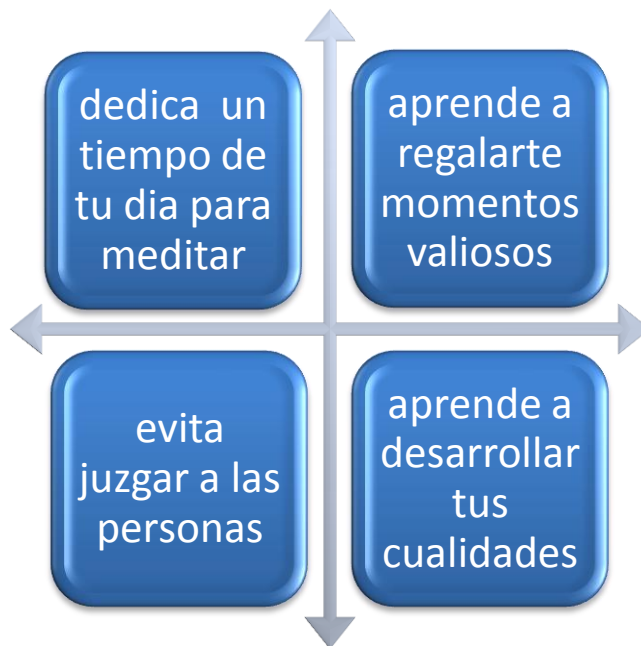 dedica un
tiempo de
tu dia para
meditar
aprende a
regalarte
momentos
valiosos
evita
juzgar a las
personas
aprende a
desarrollar
tus
cualidades